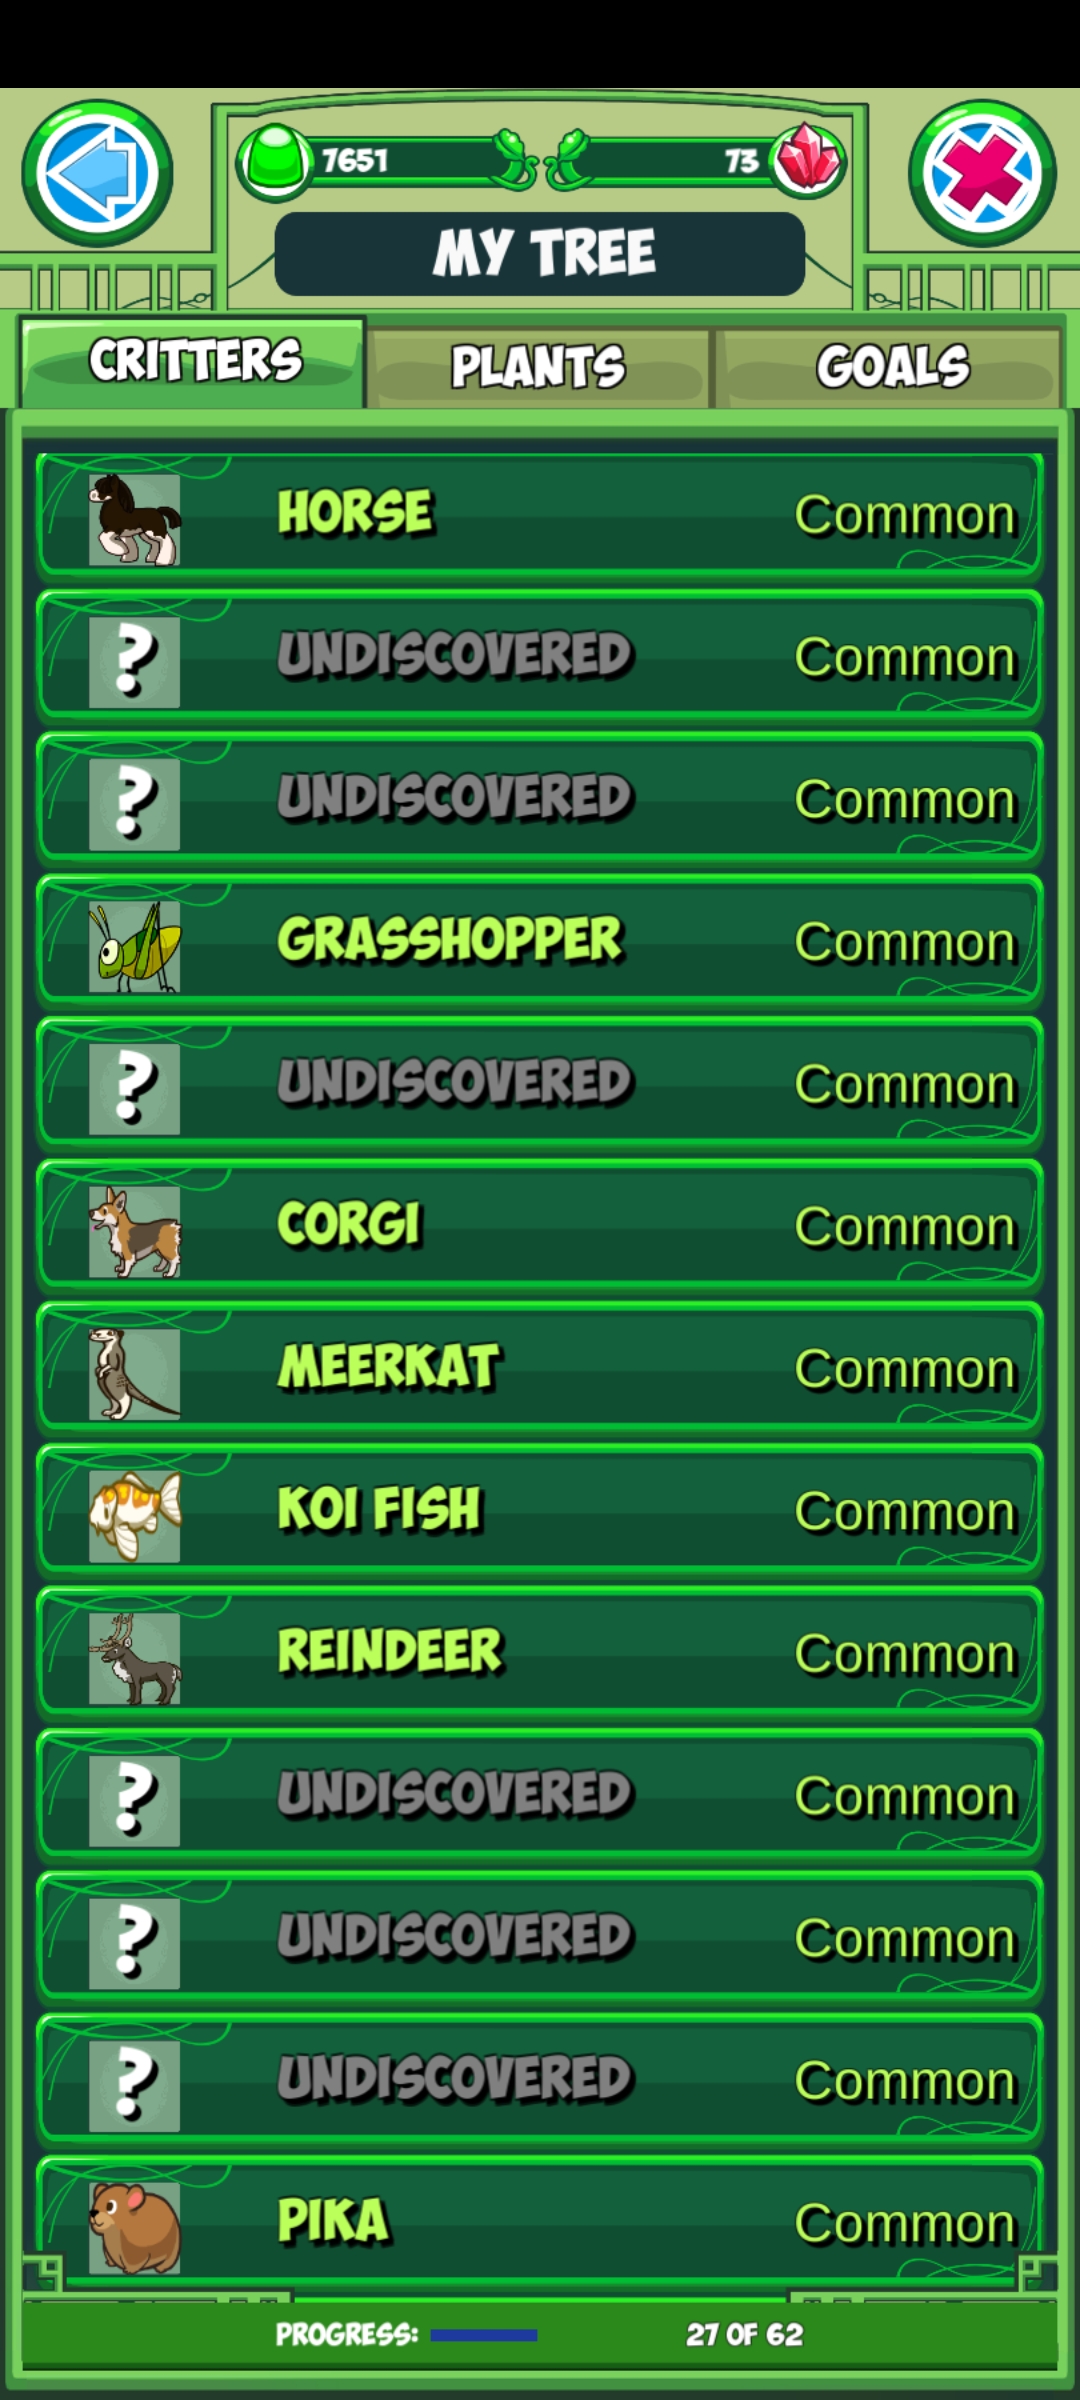 7651
73
MY TREE
CRITTERS PLANTS GOALS
HORSE Common
? UNDISCOVERED Common
? UNDISCOVERED Common
GRASSHOPPER Common
? UNDISCOVERED Common
CORGI Common
MEERKAT Common
KOI FISH Common
REINDEER Common
? UNDISCOVERED Common
? UNDISCOVERED Common
? UNDISCOVERED Common
PIKA Common
PROGRESS: 27 OF 62